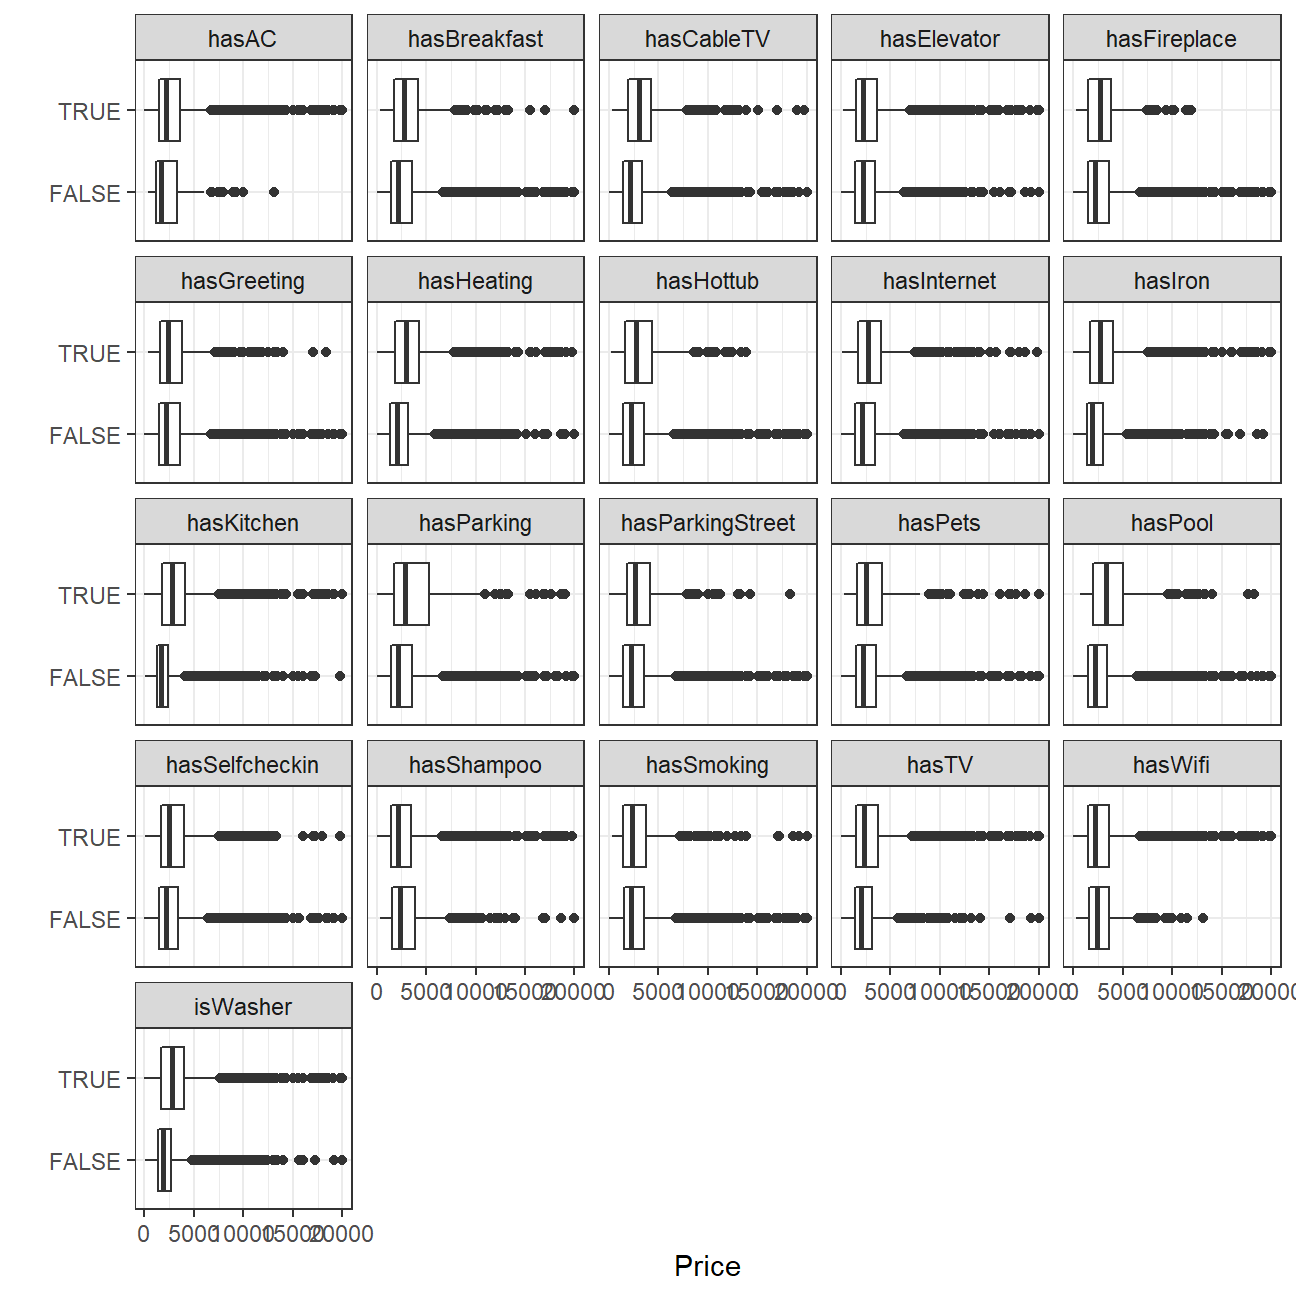 hasAC hasBreakfast hasCableTV hasElevator hasFireplace
TRUE
FALSE
hasGreeting hasHeating hasHottub hasInternet hasIron
TRUE
FALSE
hasKitchen hasParking hasParkingStreet hasPets hasPool
TRUE
FALSE
hasSelfcheckin hasShampoo hasSmoking hasTV hasWifi
TRUE
FALSE
0 5000 10000 15000 20000 0 5000 10000 15000 20000 0 5000 10000 15000 20000 0 5000 10000 15000 20000
isWasher
TRUE
FALSE
0 5000 10000 15000 20000
Price